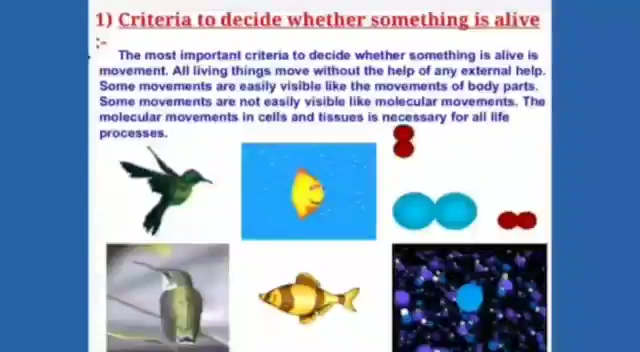 1) Criteria to decide whether something is alive
:-
The most important criteria to decide whether something is alive is
movement. All living things move without the help of any external help.
Some movements are easily visible like the movements of body parts.
Some movements are not easily visible like molecular movements. The
molecular movements in cells and tissues is necessary for all life
processes.